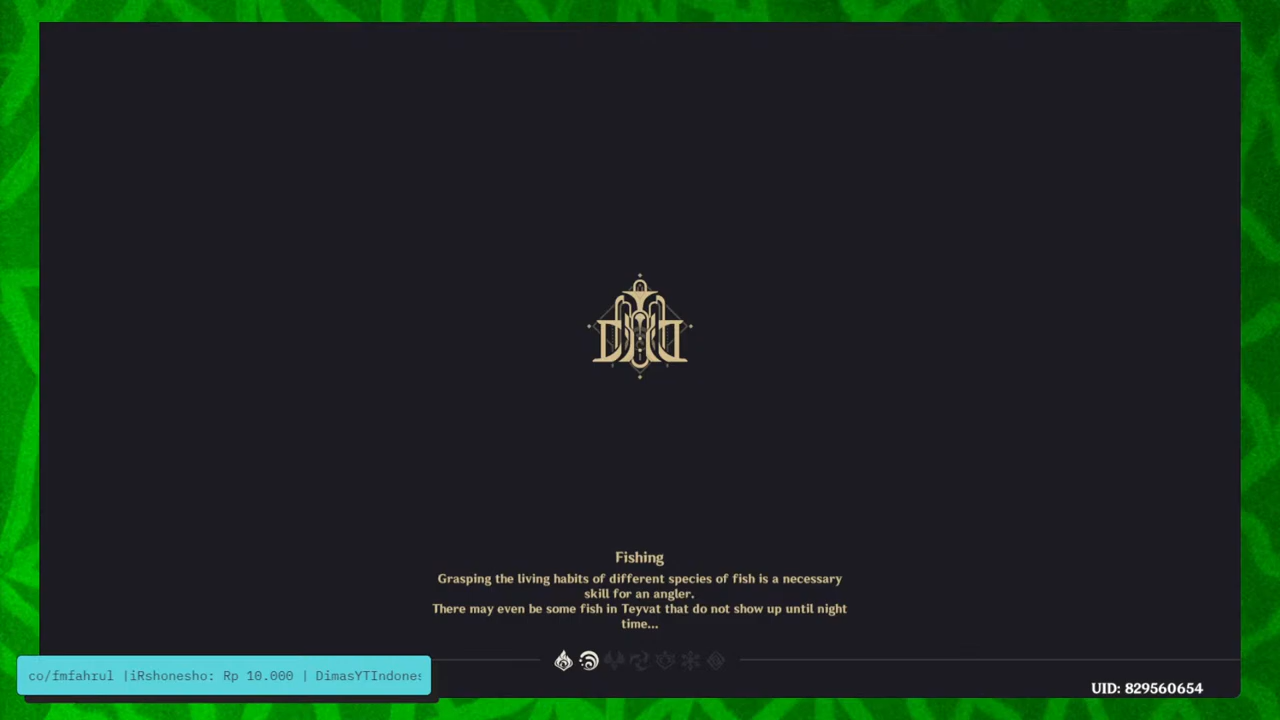 Fishing
Grasping the living habits of different species of fish is a necessary
skill for an angler.
There may even be some fish in Teyvat that do not show up until night
time...
co/fmfahrul |iRshonesho: Rp 10.000 | DimasYTIndones
UID: 829560654